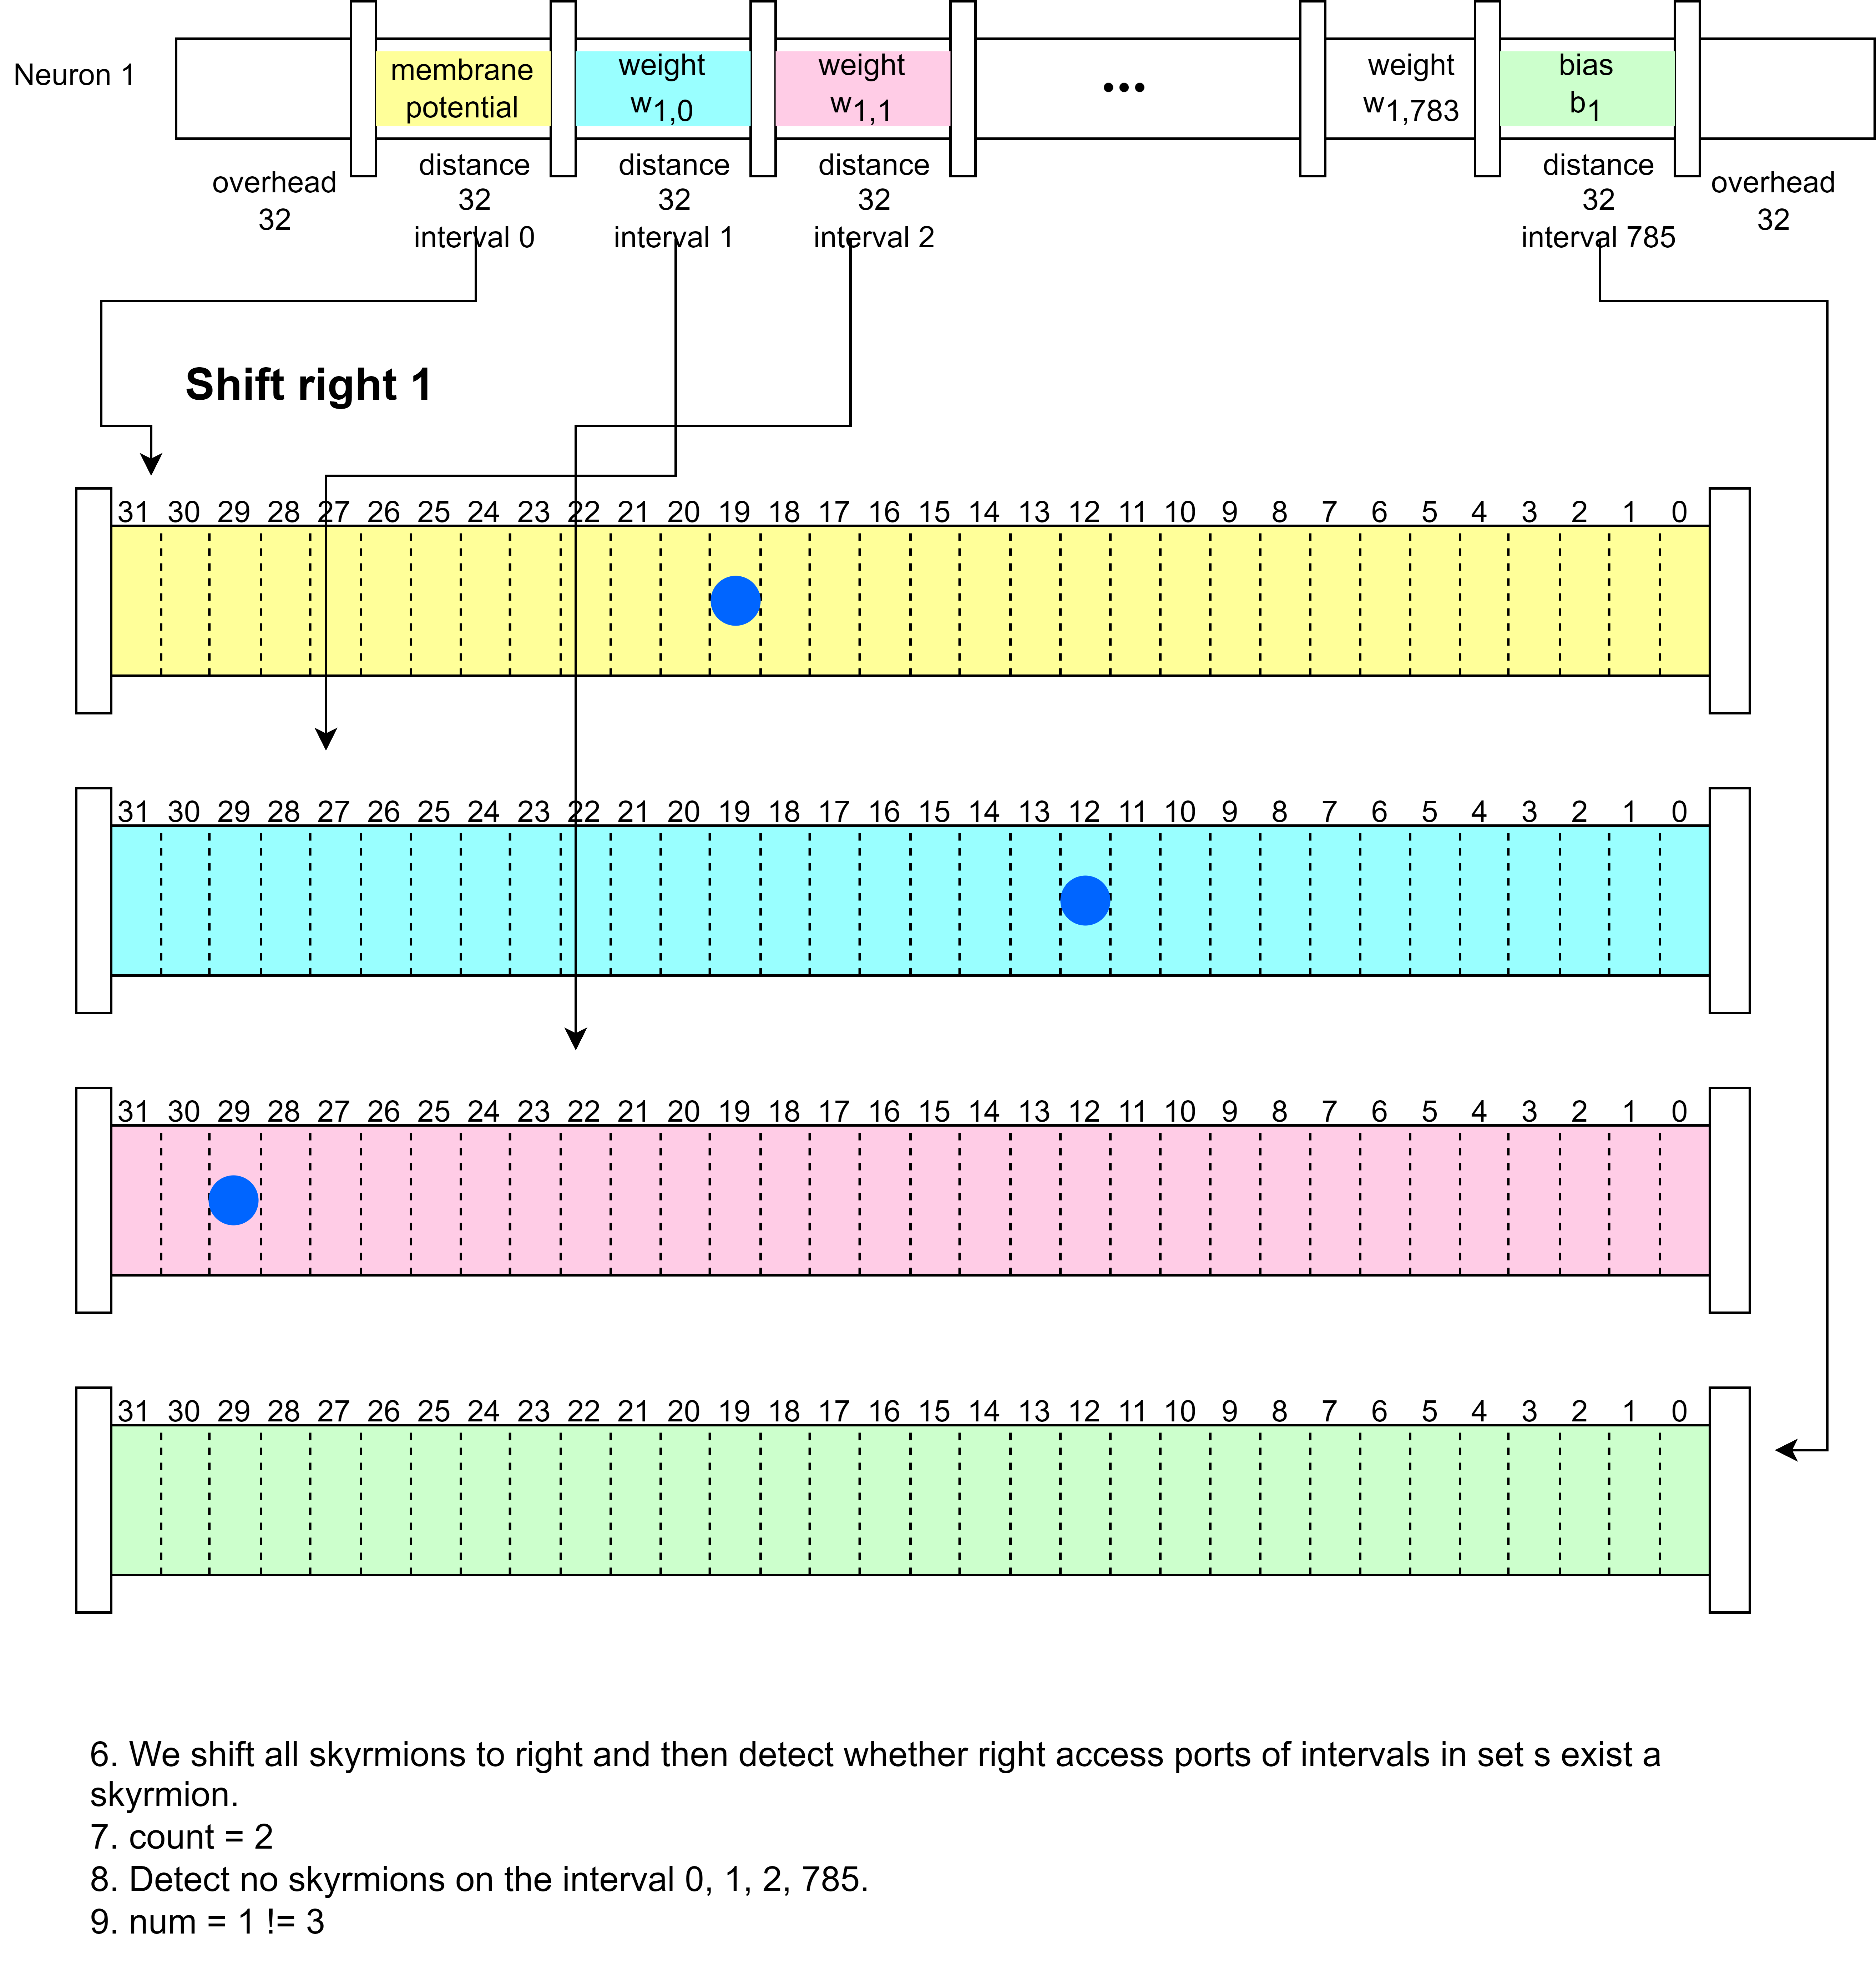 Neuron 1
membrane
potential
weight
w1,0
weight
w1,1
...
weight
w1,783
bias
b1
overhead
32
distance
32
interval 0
distance
32
interval 1
distance
32
interval 2
distance
32
interval 785
overhead
32
Shift right 1
31 30 29 28 27 26 25 24 23 22 21 20 19 18 17 16 15 14 13 12 11 10 9 8 7 6 5 4 3 2 1 0
31 30 29 28 27 26 25 24 23 22 21 20 19 18 17 16 15 14 13 12 11 10 9 8 7 6 5 4 3 2 1 0
31 30 29 28 27 26 25 24 23 22 21 20 19 18 17 16 15 14 13 12 11 10 9 8 7 6 5 4 3 2 1 0
31 30 29 28 27 26 25 24 23 22 21 20 19 18 17 16 15 14 13 12 11 10 9 8 7 6 5 4 3 2 1 0
6. We shift all skyrmions to right and then detect whether right access ports of intervals in set s exist a
skyrmion.
7. count = 2
8. Detect no skyrmions on the interval 0, 1, 2, 785.
9. num = 1 != 3